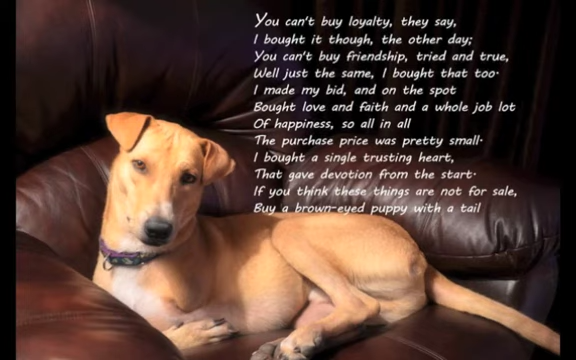 You can't buy loyalty, they say,
I bought it though, the other day;
You can't buy friendship, tried and true,
Well just the same, I bought that too.
I made my bid, and on the spot
Bought love and faith and a whole job lot
Of happiness, so all in all
The purchase price was pretty small.
I bought a single trusting heart,
That gave devotion from the start.
If you think these things are not for sale,
Buy a brown-eyed puppy with a tail